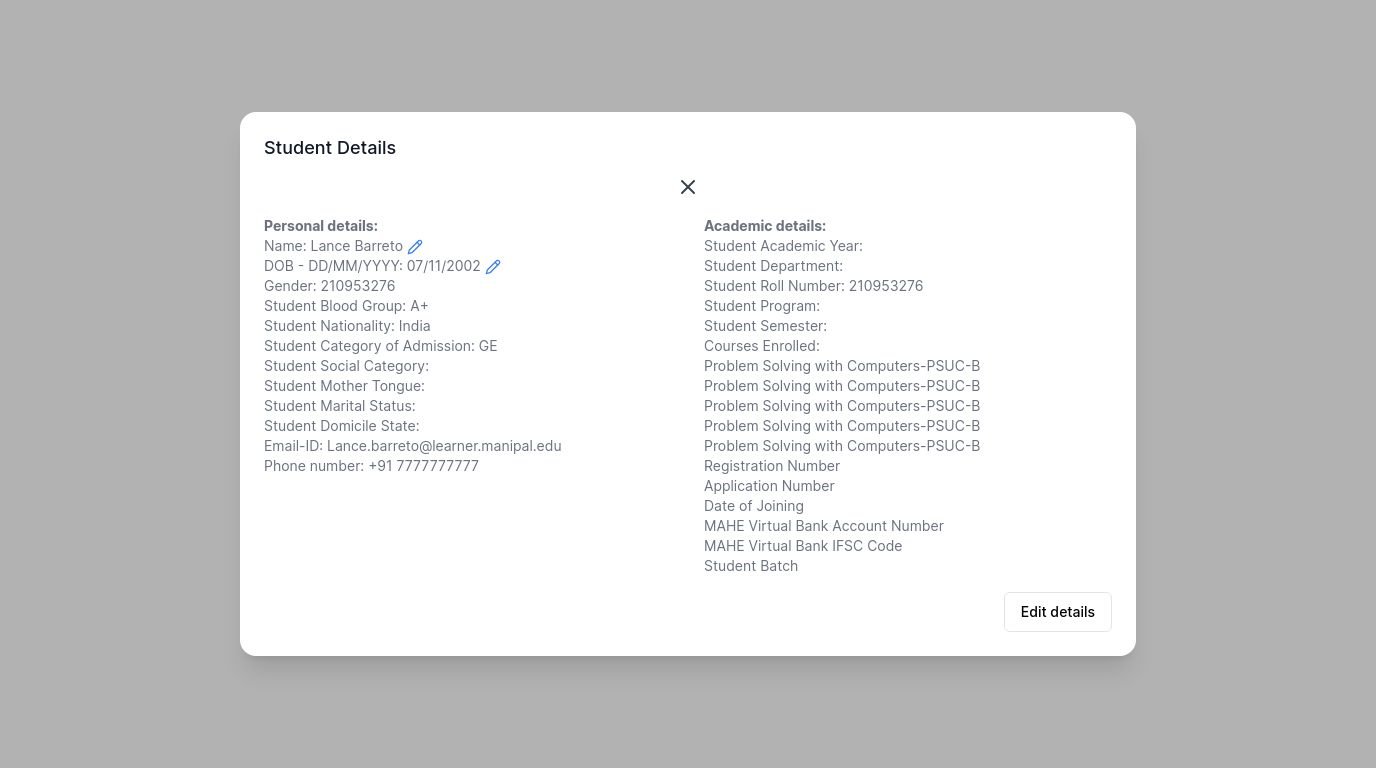 Student Details
Personal details:
Name: Lance Barreto
DOB - DD/MM/YYYY: 07/11/2002
Gender: 210953276
Student Blood Group: A+
Student Nationality: India
Student Category of Admission: GE
Student Social Category:
Student Mother Tongue:
Student Marital Status:
Student Domicile State:
Email-ID: Lance.barreto@learner.manipal.edu
Phone number: +91 7777777777
Academic details:
Student Academic Year:
Student Department:
Student Roll Number: 210953276
Student Program:
Student Semester:
Courses Enrolled:
Problem Solving with Computers-PSUC-B
Problem Solving with Computers-PSUC-B
Problem Solving with Computers-PSUC-B
Problem Solving with Computers-PSUC-B
Problem Solving with Computers-PSUC-B
Registration Number
Application Number
Date of Joining
MAHE Virtual Bank Account Number
MAHE Virtual Bank IFSC Code
Student Batch
Edit details